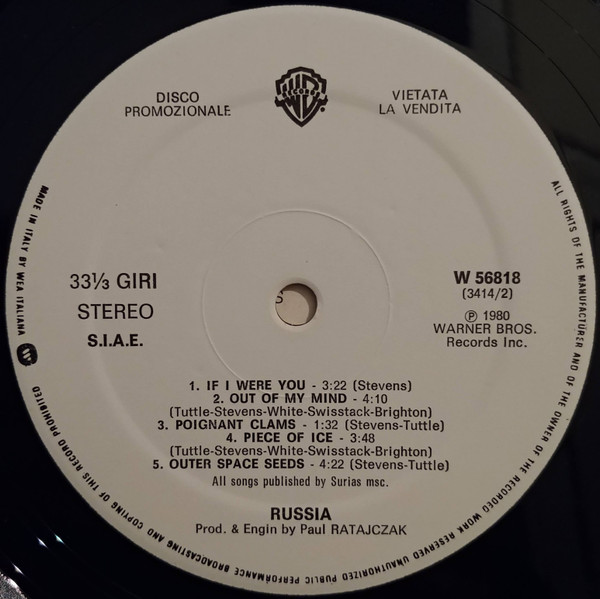 DISCO
PROMOZIONALE
WB
RECORDS
VIETATA
LA VENDITA
33⅓ GIRI
STEREO
S.I.A.E.
W 56818
(3414/2)
℗ 1980
WARNER BROS.
Records Inc.
1. IF I WERE YOU - 3:22 (Stevens)
2. OUT OF MY MIND - 4:10
(Tuttle-Stevens-White-Swisstack-Brighton)
3. POIGNANT CLAMS - 1:32 (Stevens-Tuttle)
4. PIECE OF ICE - 3:48
(Tuttle-Stevens-White-Swisstack-Brighton)
5. OUTER SPACE SEEDS - 4:22 (Stevens-Tuttle)
All songs published by Surias msc.
RUSSIA
Prod. & Engin by Paul RATAJCZAK
MADE IN ITALY BY WEA ITALIANA
ALL RIGHTS OF THE MANUFACTURER AND OF THE OWNER OF THE RECORDED WORK RESERVED UNAUTHORIZED PUBLIC PERFORMANCE BROADCASTING AND COPYING OF THIS RECORD PROHIBITED